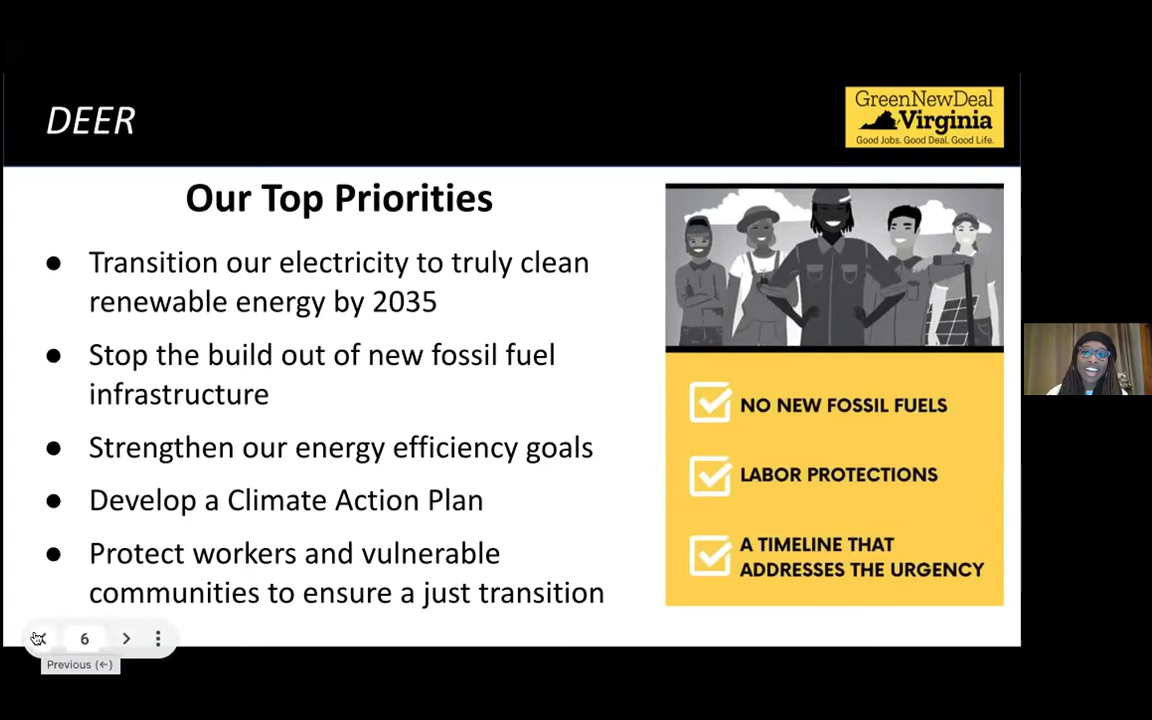 DEER
GreenNewDeal
Virginia
Good Jobs. Good Deal. Good Life.
Our Top Priorities
● Transition our electricity to truly clean
renewable energy by 2035
● Stop the build out of new fossil fuel
infrastructure
● Strengthen our energy efficiency goals
● Develop a Climate Action Plan
● Protect workers and vulnerable
communities to ensure a just transition
NO NEW FOSSIL FUELS
LABOR PROTECTIONS
A TIMELINE THAT
ADDRESSES THE URGENCY
6
Previous (←)